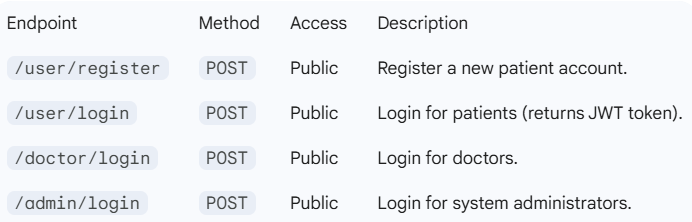 Endpoint Method Access Description
/user/register POST Public Register a new patient account.
/user/login POST Public Login for patients (returns JWT token).
/doctor/login POST Public Login for doctors.
/admin/login POST Public Login for system administrators.